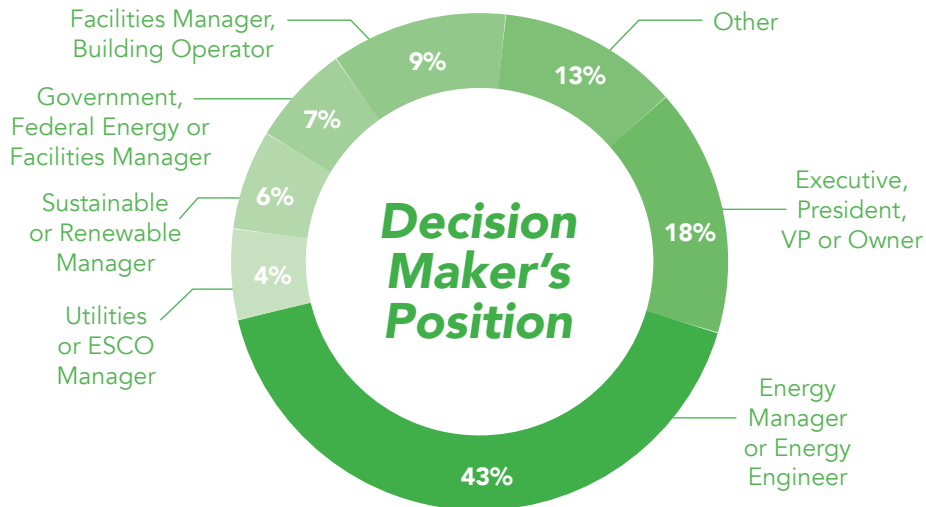 Facilities Manager,
Building Operator
9%
Other
13%
Government,
Federal Energy or
Facilities Manager
7%
Executive,
President,
VP or Owner
18%
Sustainable
or Renewable
Manager
6%
Decision
Maker's
Position
Utilities
or ESCO
Manager
4%
Energy
Manager
or Energy
Engineer
43%